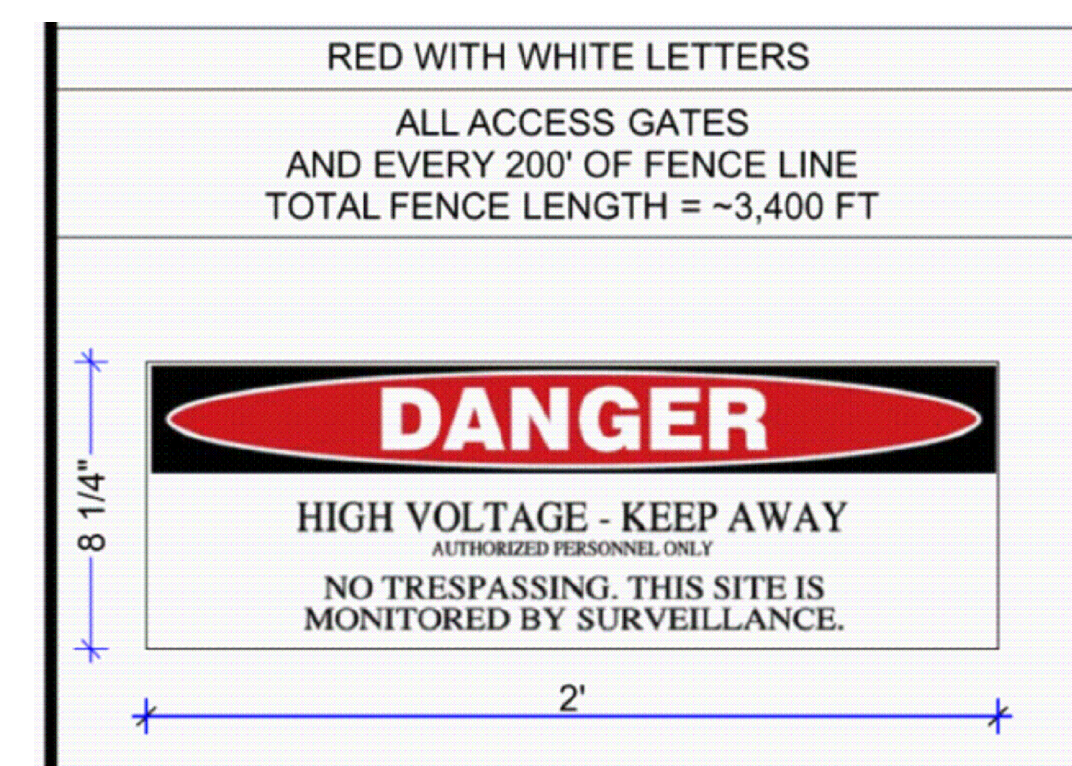 RED WITH WHITE LETTERS
ALL ACCESS GATES
AND EVERY 200' OF FENCE LINE
TOTAL FENCE LENGTH = ~3,400 FT
DANGER
HIGH VOLTAGE - KEEP AWAY
AUTHORIZED PERSONNEL ONLY
NO TRESPASSING. THIS SITE IS
MONITORED BY SURVEILLANCE.
8 1/4"
2'